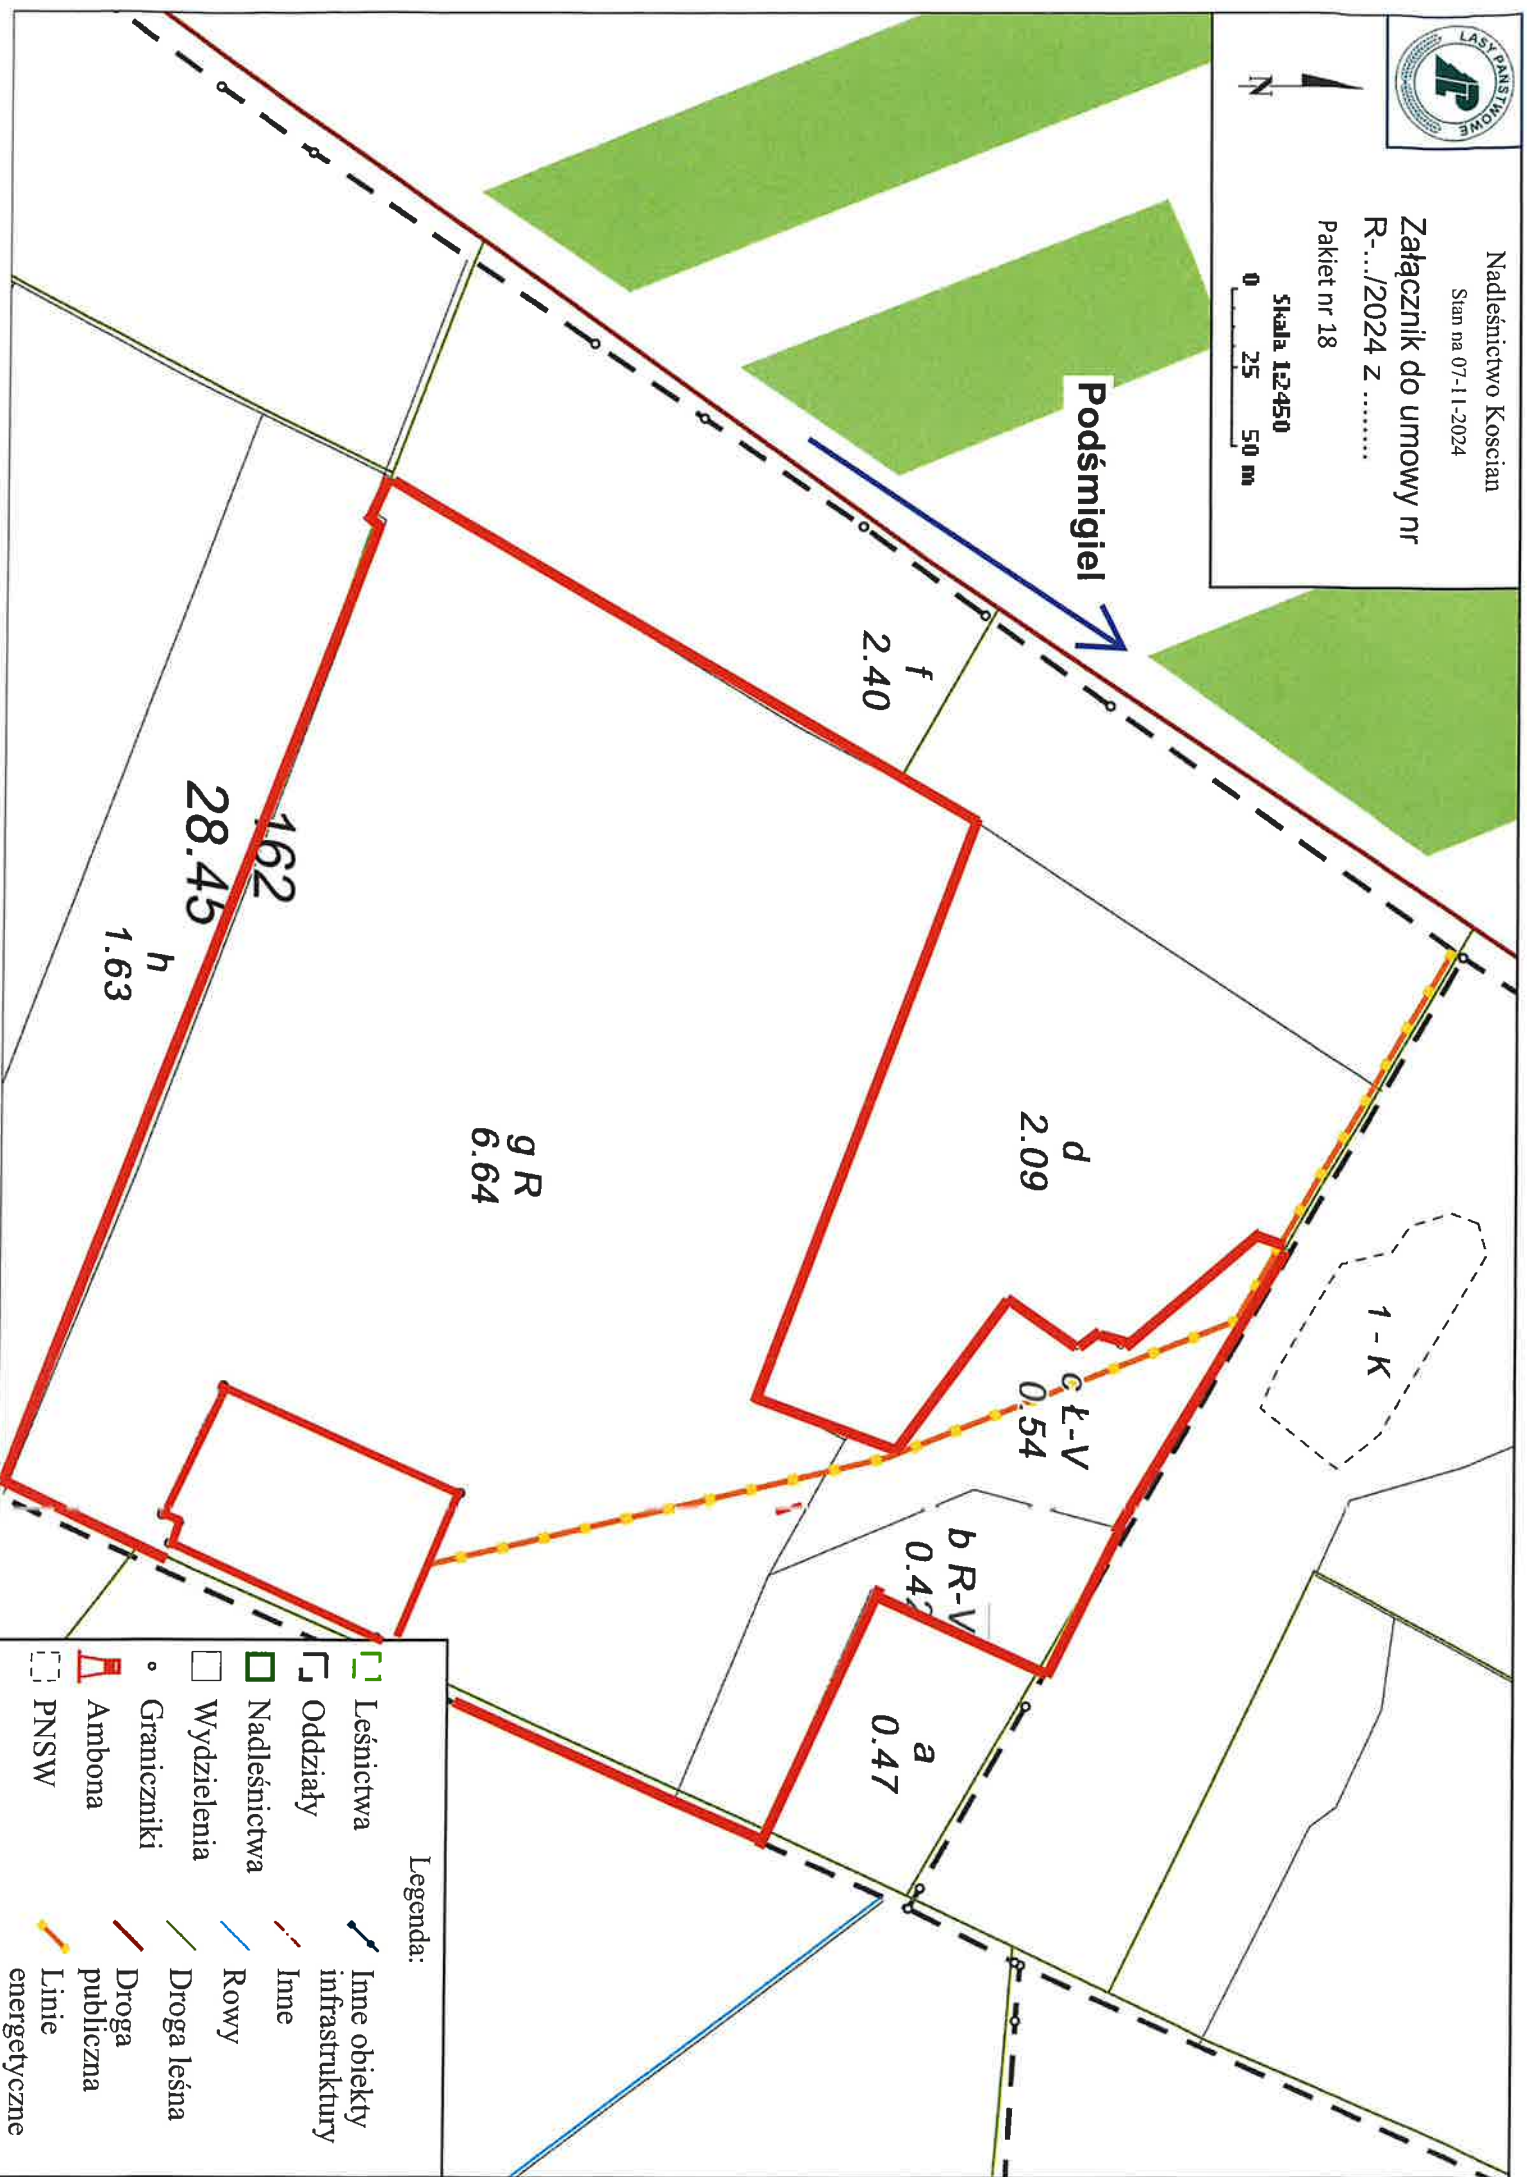 LASY PAŃSTWOWE
Nadleśnictwo Koscian
Stan na 07-11-2024
Załącznik do umowy nr
R-.../2024 z ........
Pakiet nr 18
Skala 1:2450
0 25 50 m
N
Podśmigiel
f
2.40
d
2.09
1 - K
c Ł-V
0.54
b R-V
0.42
a
0.47
g R
6.64
162
28.45
h
1.63
Legenda:
Leśnictwa
Oddziały
Nadleśnictwa
Wydzielenia
Graniczniki
Ambona
PNSW
Inne obiekty
infrastruktury
Inne
Rowy
Droga leśna
Droga
publiczna
Linie
energetyczne